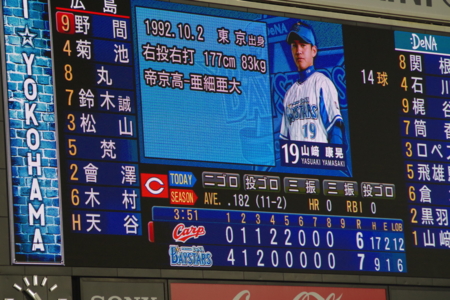 I☆YOKOHAMA
広島
9 野間
4 菊池
8 丸
7 鈴木誠
3 松山
5 梵
2 會澤
6 木村
H 天谷
1992.10.2 東京出身
右投右打 177cm 83kg
帝京高-亜細亜大
19 山﨑 康晃
YASUAKI YAMASAKI
14球
DeNA
8 関根
4 石川
9 梶谷
7 筒香
3 ロペス
5 飛雄
6 倉
2 黒羽
1 山﨑
TODAY 二ゴロ 投ゴロ 三振 三振 投ゴロ
SEASON AVE. .182 (11-2) HR 0 RBI 0
3:51 1 2 3 4 5 6 7 8 9 R H LOB
Carp 0 1 1 2 2 0 0 0 6 17 12
BAYSTARS 4 1 2 0 0 0 0 0 7 9 6